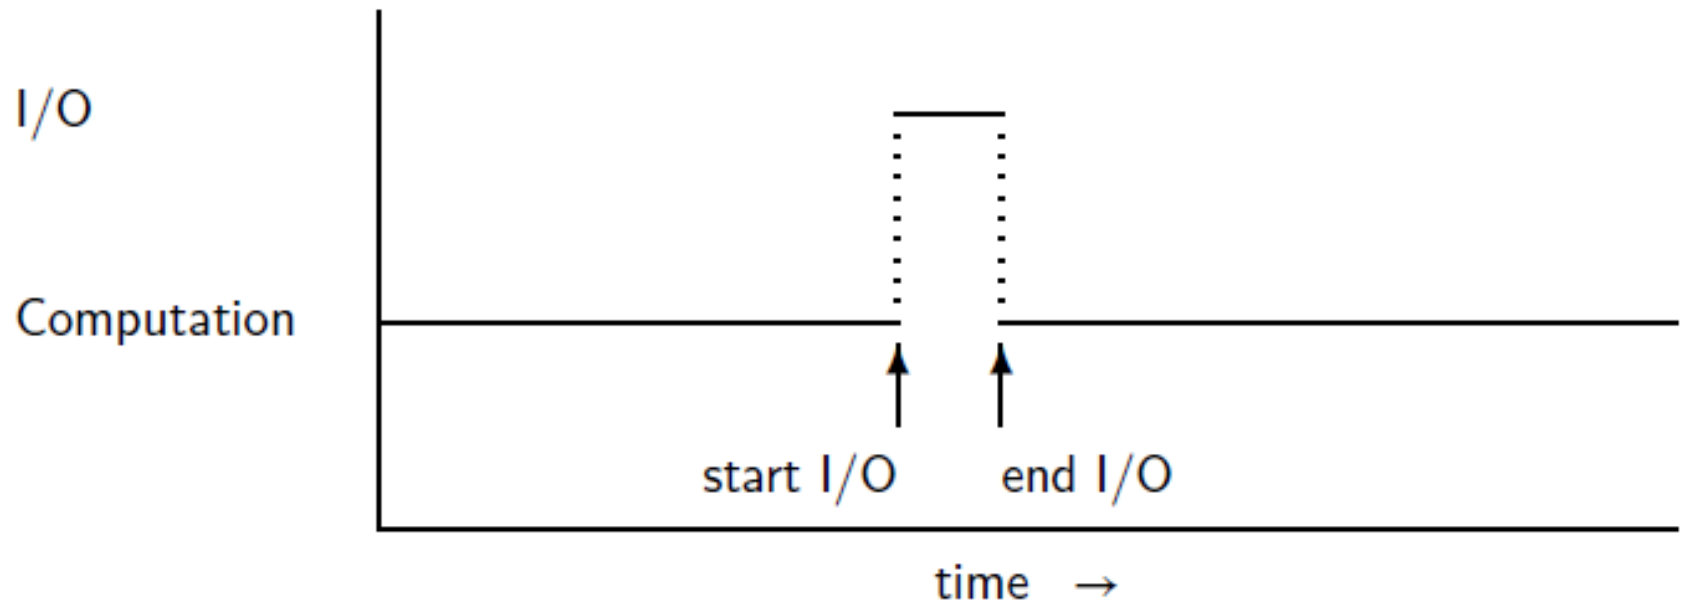 I/O
Computation
start I/O
end I/O
time →